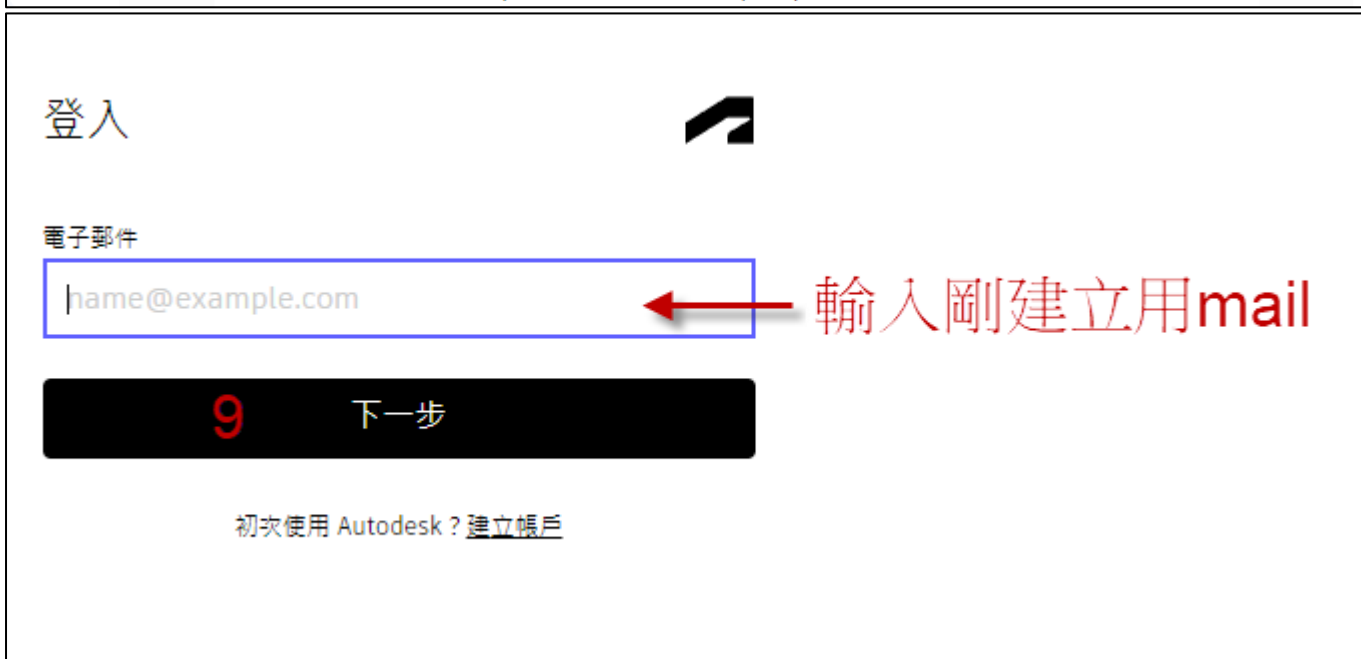 登入
電子郵件
name@example.com
輸入剛建立用mail
9 下一步
初次使用 Autodesk？建立帳戶